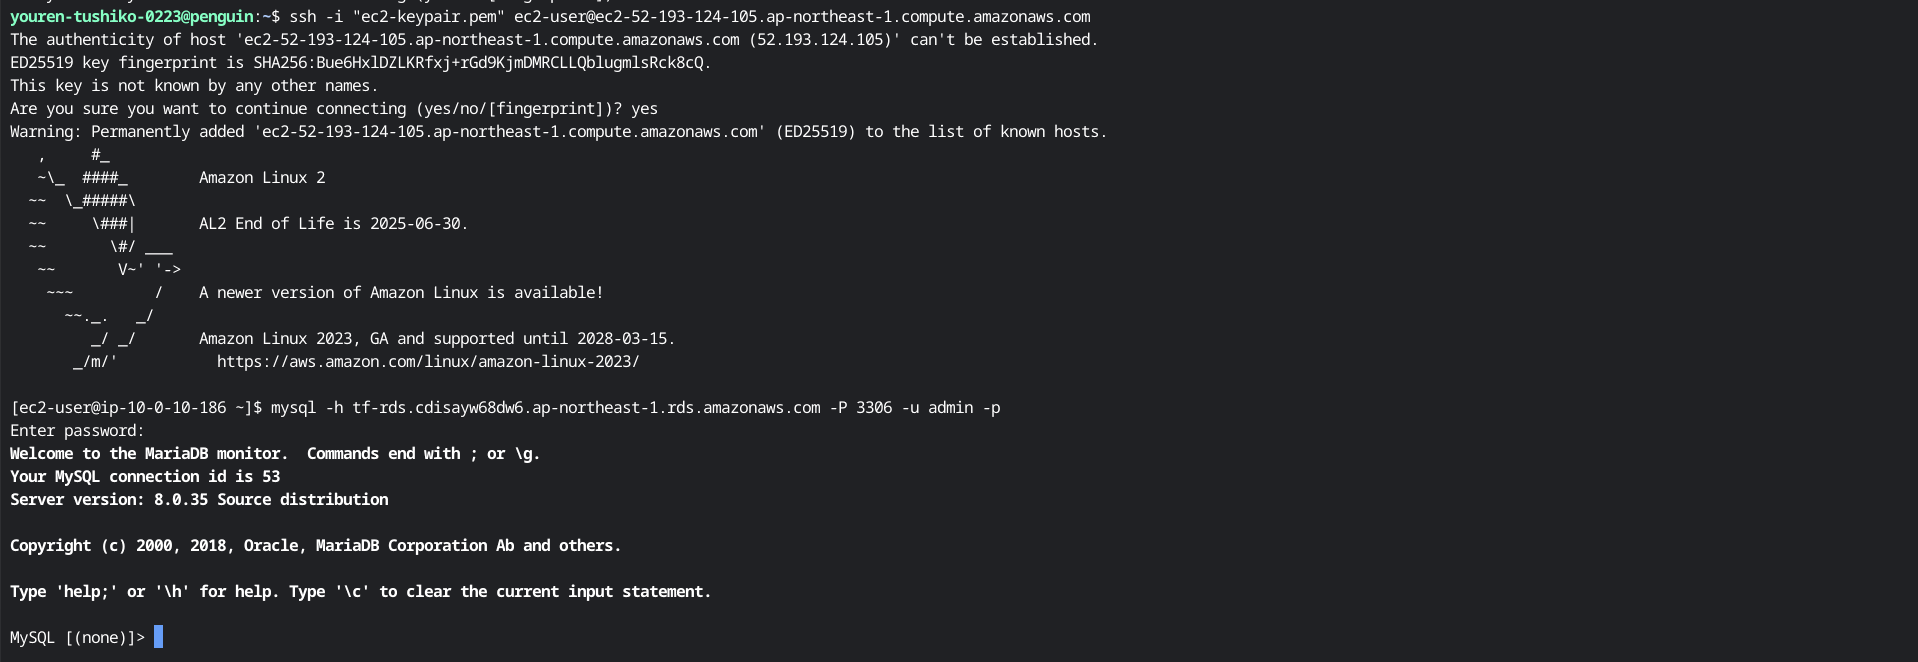 youren-tushiko-0223@penguin:~$ ssh -i "ec2-keypair.pem" ec2-user@ec2-52-193-124-105.ap-northeast-1.compute.amazonaws.com
The authenticity of host 'ec2-52-193-124-105.ap-northeast-1.compute.amazonaws.com (52.193.124.105)' can't be established.
ED25519 key fingerprint is SHA256:Bue6HxlDZLKRfxj+rGd9KjmDMRCLLQblugmlsRck8cQ.
This key is not known by any other names.
Are you sure you want to continue connecting (yes/no/[fingerprint])? yes
Warning: Permanently added 'ec2-52-193-124-105.ap-northeast-1.compute.amazonaws.com' (ED25519) to the list of known hosts.
   ,     #_
   ~\_  ####_        Amazon Linux 2
  ~~  \_#####\
  ~~     \###|       AL2 End of Life is 2025-06-30.
  ~~       \#/ ___
   ~~       V~' '->
    ~~~         /    A newer version of Amazon Linux is available!
      ~~._.   _/
         _/ _/       Amazon Linux 2023, GA and supported until 2028-03-15.
       _/m/'           https://aws.amazon.com/linux/amazon-linux-2023/
[ec2-user@ip-10-0-10-186 ~]$ mysql -h tf-rds.cdisayw68dw6.ap-northeast-1.rds.amazonaws.com -P 3306 -u admin -p
Enter password:
Welcome to the MariaDB monitor.  Commands end with ; or \g.
Your MySQL connection id is 53
Server version: 8.0.35 Source distribution
Copyright (c) 2000, 2018, Oracle, MariaDB Corporation Ab and others.
Type 'help;' or '\h' for help. Type '\c' to clear the current input statement.
MySQL [(none)]>